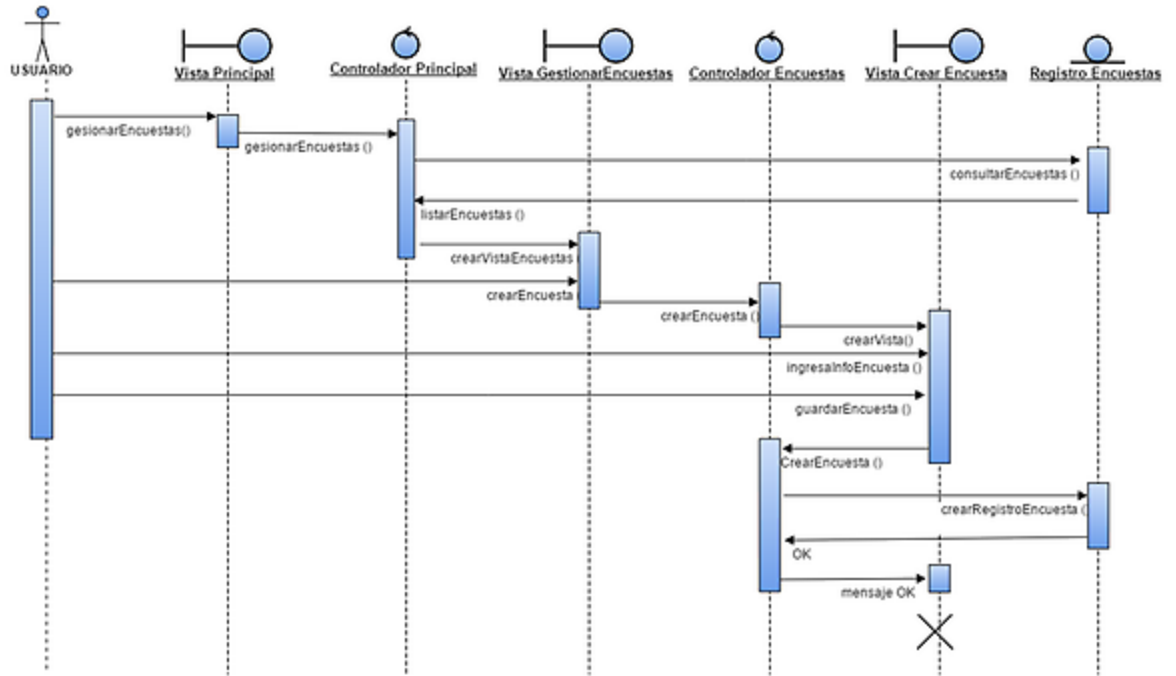 USUARIO
Vista Principal
Controlador Principal
Vista GestionarEncuestas
Controlador Encuestas
Vista Crear Encuesta
Registro Encuestas
gesionarEncuestas()
gesionarEncuestas ()
consultarEncuestas ()
listarEncuestas ()
crearVistaEncuestas
crearEncuesta (
crearEncuesta ()
crearVista()
ingresaInfoEncuesta ()
guardarEncuesta ()
CrearEncuesta ()
crearRegistroEncuesta (
OK
mensaje OK